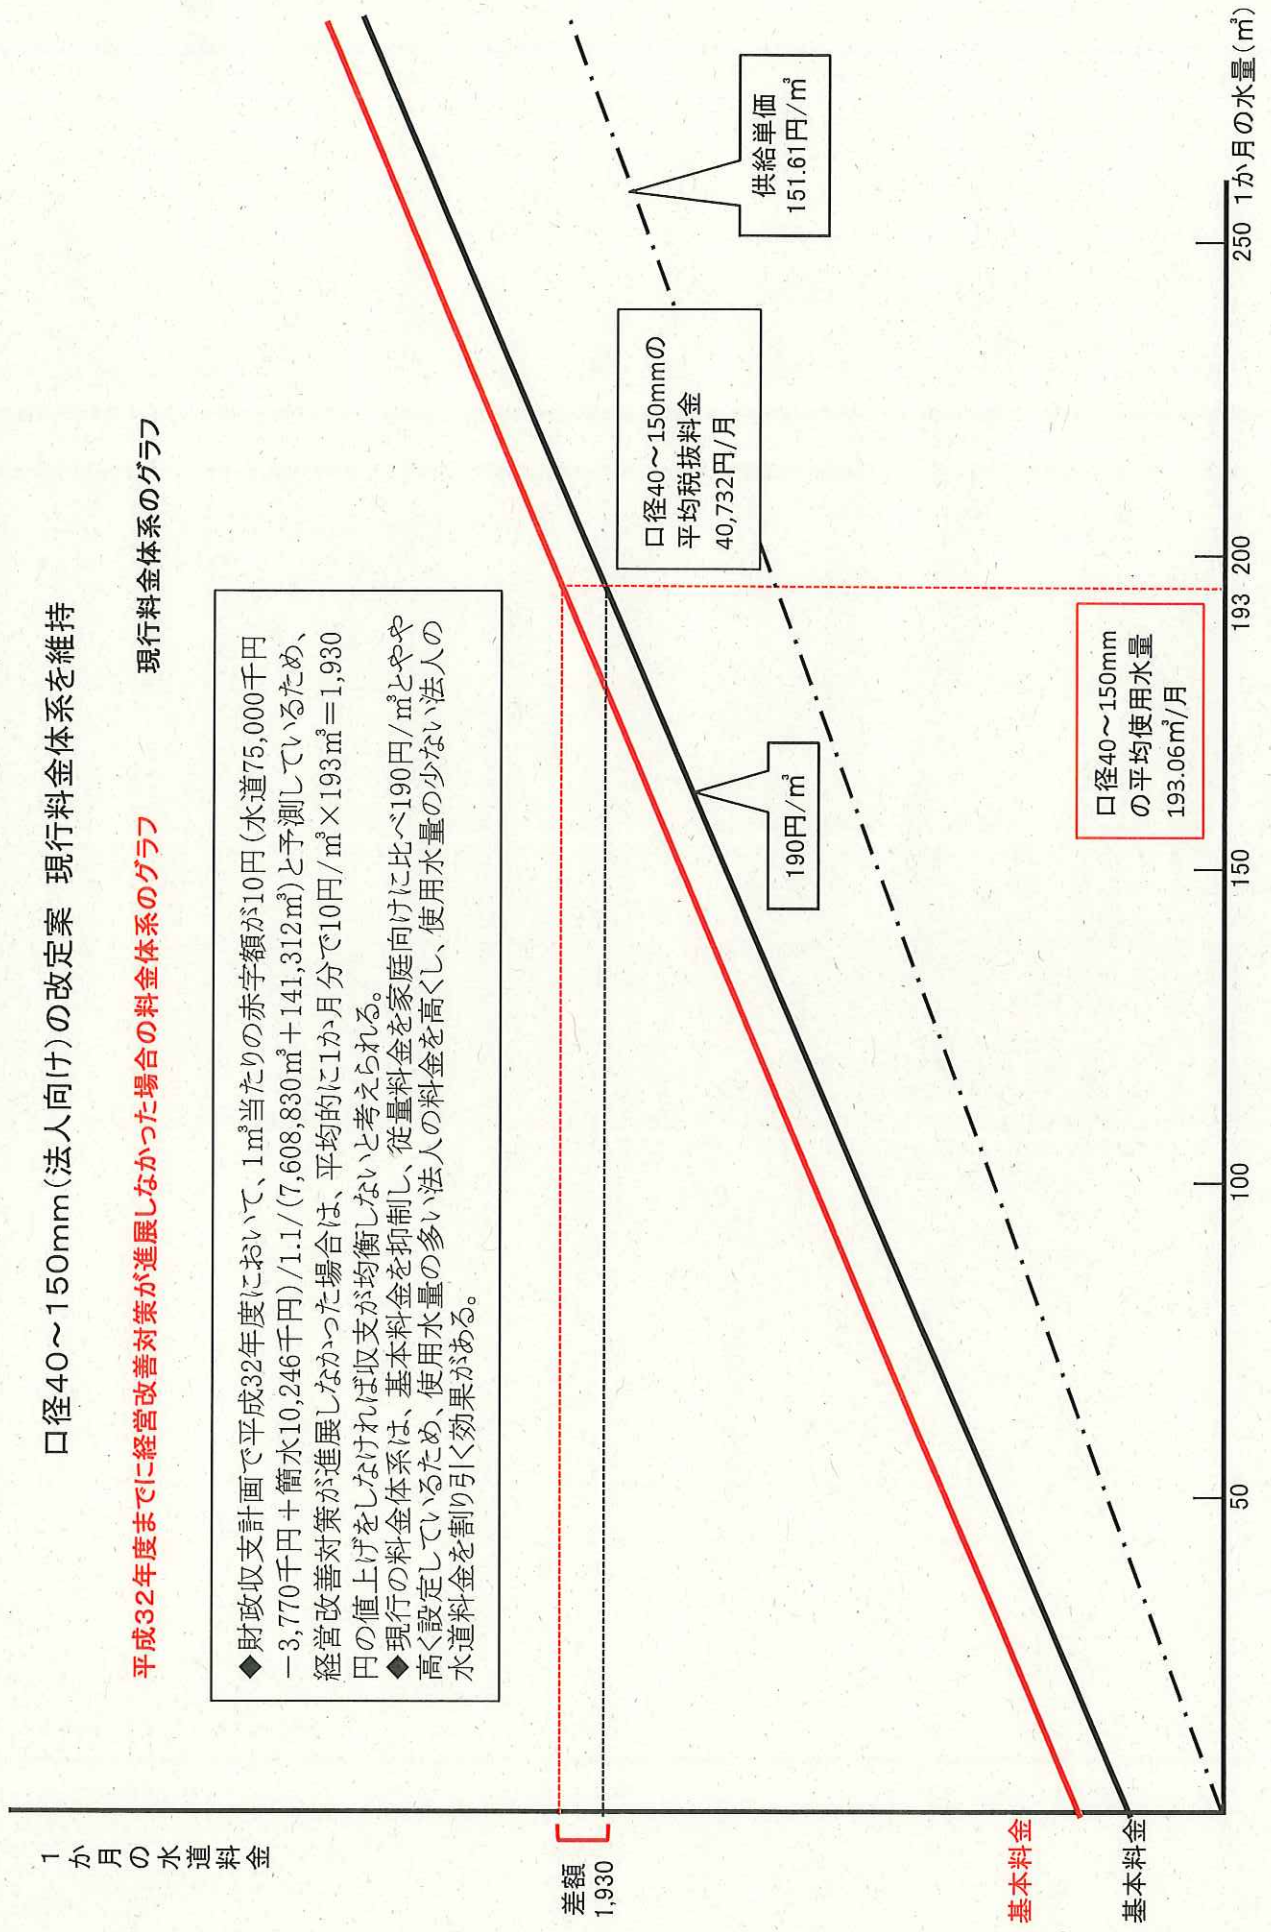 口径40～150mm(法人向け)の改定案 現行料金体系を維持
平成32年度までに経営改善対策が進展しなかった場合の料金体系のグラフ
現行料金体系のグラフ
◆財政収支計画で平成32年度において、1㎥当たりの赤字額が10円(水道75,000千円
－3,770千円＋簡水10,246千円)/1.1/(7,608,830㎥＋141,312㎥)と予測しているため、
経営改善対策が進展しなかった場合は、平均的に1か月分で10円/㎥×193㎥＝1,930
円の値上げをしなければ収支が均衡しないと考えられる。
◆現行の料金体系は、基本料金を抑制し、従量料金を家庭向けに比べ190円/㎥とやや
高く設定しているため、使用水量の多い法人の料金を高くし、使用水量の少ない法人の
水道料金を割り引く効果がある。
1か月の水道料金
差額
1,930
基本料金
基本料金
190円/㎥
口径40～150mmの
平均税抜料金
40,732円/月
供給単価
151.61円/㎥
口径40～150mm
の平均使用水量
193.06㎥/月
50
100
150
193
200
250
1か月の水量(㎥)